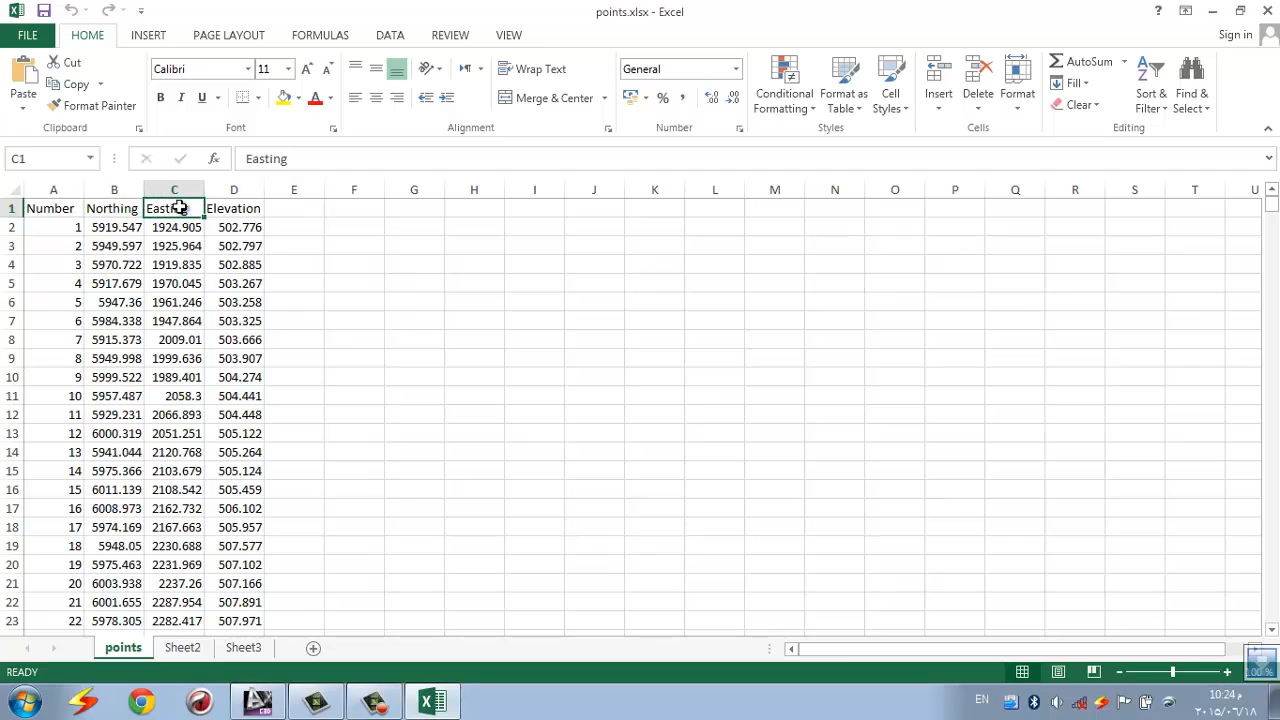 points.xlsx - Excel
Sign in
FILE HOME INSERT PAGE LAYOUT FORMULAS DATA REVIEW VIEW
Paste Cut Copy Format Painter
Calibri 11
B I U A
Wrap Text
Merge & Center
General
Conditional Formatting
Format as Table
Cell Styles
Insert Delete Format
AutoSum
Fill
Clear
Sort & Filter
Find & Select
Clipboard Font Alignment Number Styles Cells Editing
C1 fx Easting
A B C D E F G H I J K L M N O P Q R S T U
1 Number Northing Easting Elevation
2 1 5919.547 1924.905 502.776
3 2 5949.597 1925.964 502.797
4 3 5970.722 1919.835 502.885
5 4 5917.679 1970.045 503.267
6 5 5947.36 1961.246 503.258
7 6 5984.338 1947.864 503.325
8 7 5915.373 2009.01 503.666
9 8 5949.998 1999.636 503.907
10 9 5999.522 1989.401 504.274
11 10 5957.487 2058.3 504.441
12 11 5929.231 2066.893 504.448
13 12 6000.319 2051.251 505.122
14 13 5941.044 2120.768 505.264
15 14 5975.366 2103.679 505.124
16 15 6011.139 2108.542 505.459
17 16 6008.973 2162.732 506.102
18 17 5974.169 2167.663 505.957
19 18 5948.05 2230.688 507.577
20 19 5975.463 2231.969 507.102
21 20 6003.938 2237.26 507.166
22 21 6001.655 2287.954 507.891
23 22 5978.305 2282.417 507.971
points Sheet2 Sheet3
READY 100 %
EN
10:24 م
٢٠١٥/٠٦/١٨